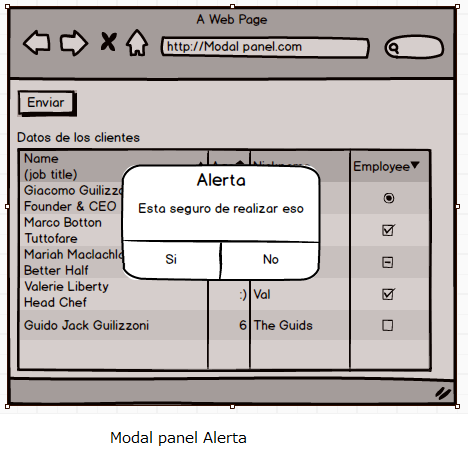 A Web Page
http://Modal panel.com
Enviar
Datos de los clientes
Name
(job title)
Employee
Giacomo Guilizz
Founder & CEO
Marco Botton
Tuttofare
Mariah Maclachl
Better Half
Valerie Liberty
Head Chef
:)
Val
Guido Jack Guilizzoni
6
The Guids
Alerta
Esta seguro de realizar eso
Si
No
Modal panel Alerta